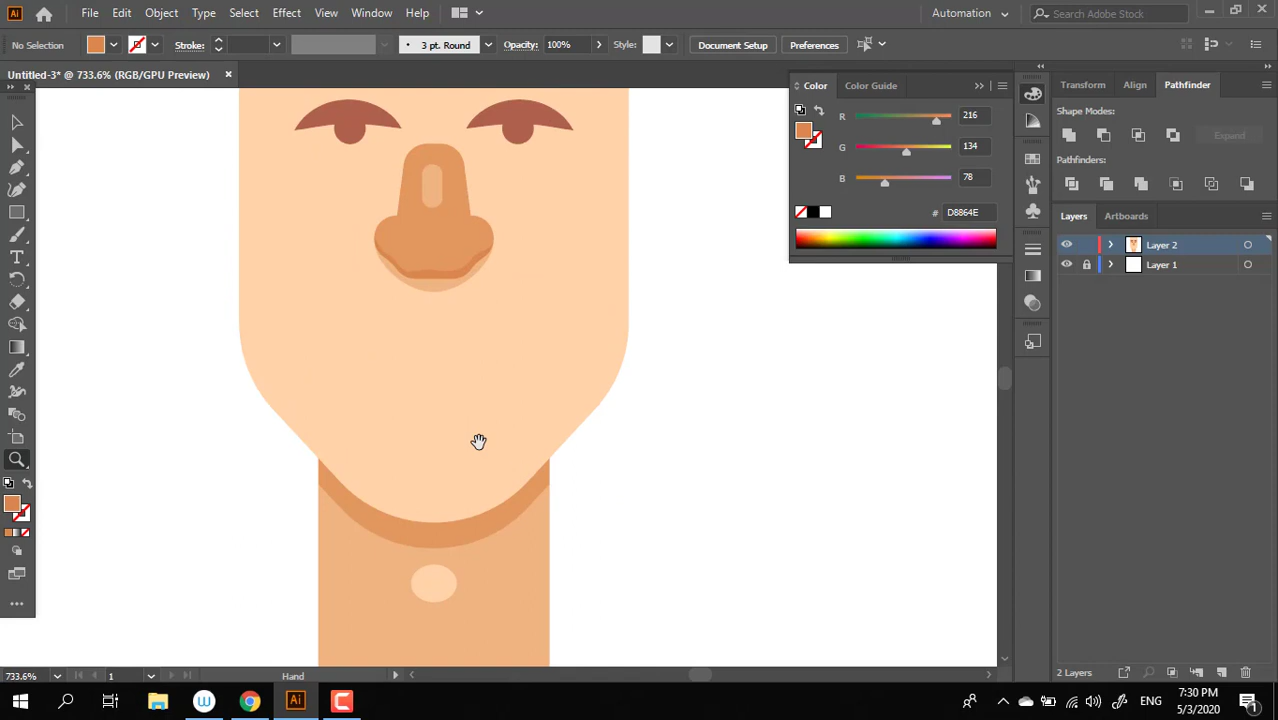 Ai File Edit Object Type Select Effect View Window Help Automation Search Adobe Stock
No Selection Stroke: 3 pt. Round Opacity: 100% Style: Document Setup Preferences
Untitled-3* @ 733.6% (RGB/GPU Preview)
Color Color Guide
R 216
G 134
B 78
# D8864E
Transform Align Pathfinder
Shape Modes:
Expand
Pathfinders:
Layers Artboards
Layer 2
Layer 1
2 Layers
733.6% 1 Hand
Ai ENG 7:30 PM
5/3/2020